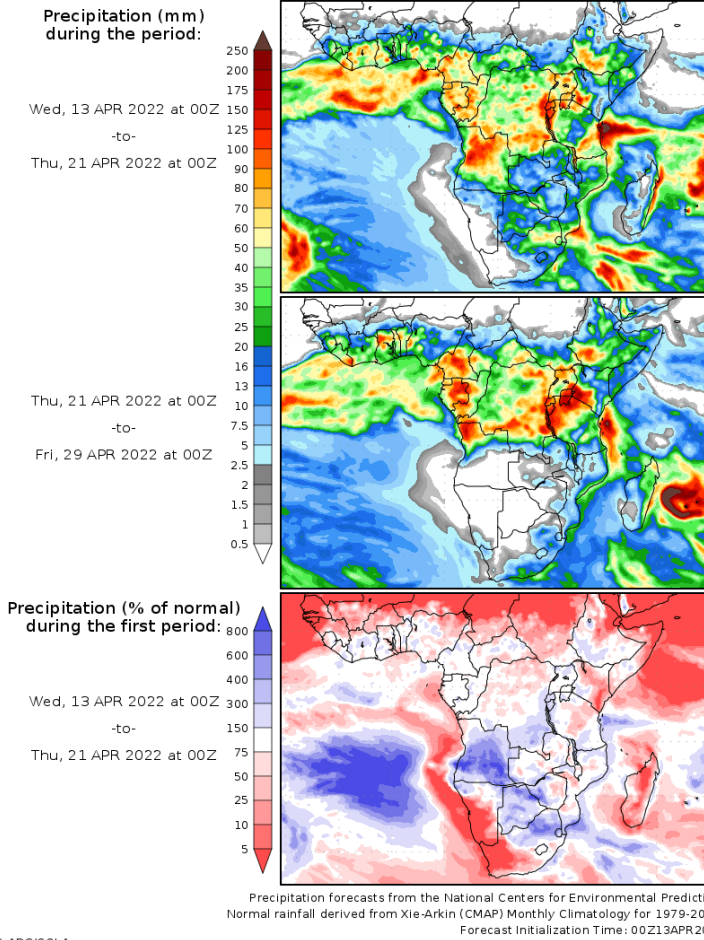 Precipitation (mm)
during the period:
Wed, 13 APR 2022 at 00Z
-to-
Thu, 21 APR 2022 at 00Z
250
200
175
150
125
100
90
80
70
60
50
40
35
30
25
20
16
13
10
7.5
5
2.5
2
1.5
1
0.5
Thu, 21 APR 2022 at 00Z
-to-
Fri, 29 APR 2022 at 00Z
Precipitation (% of normal)
during the first period:
Wed, 13 APR 2022 at 00Z
-to-
Thu, 21 APR 2022 at 00Z
800
600
400
300
150
75
50
25
10
5
Precipitation forecasts from the National Centers for Environmental Predicti
Normal rainfall derived from Xie-Arkin (CMAP) Monthly Climatology for 1979-20
Forecast Initialization Time: 00Z13APR20